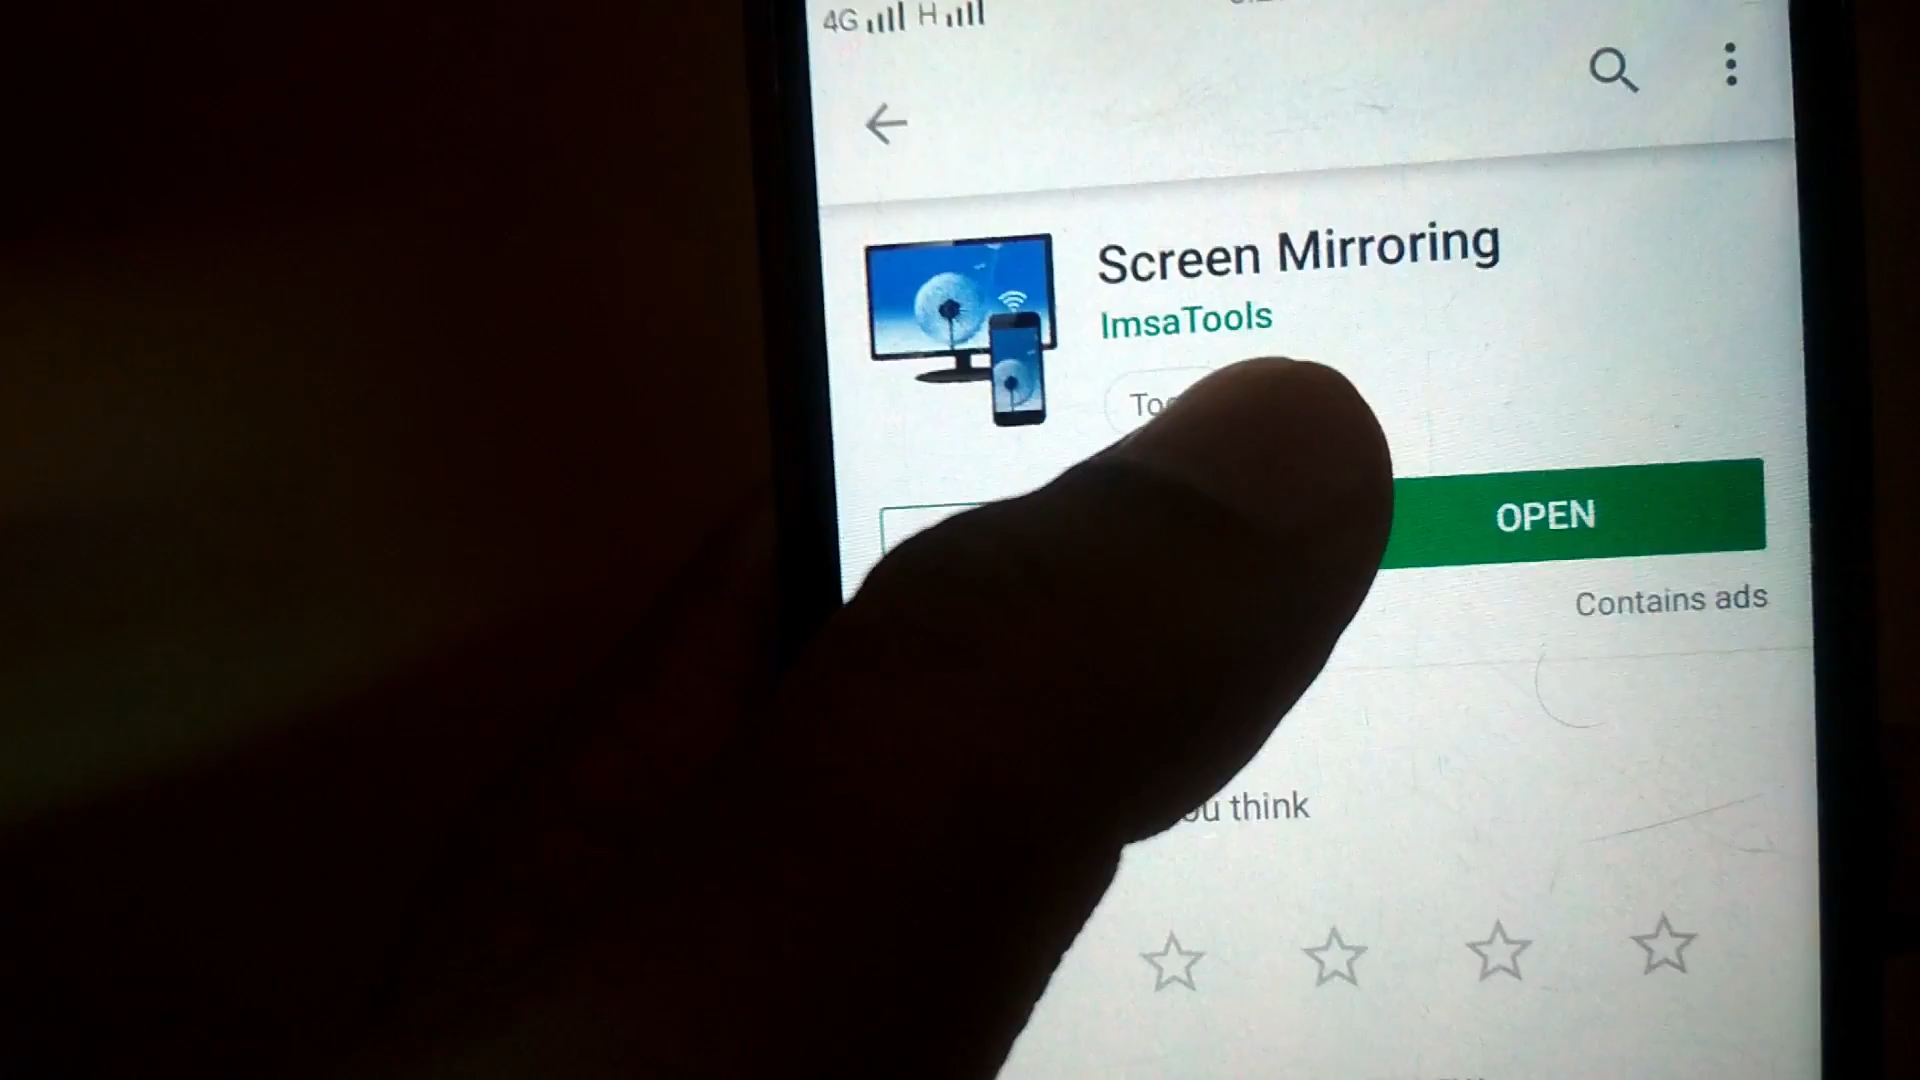 4G H
Screen Mirroring
ImsaTools
OPEN
Contains ads
think